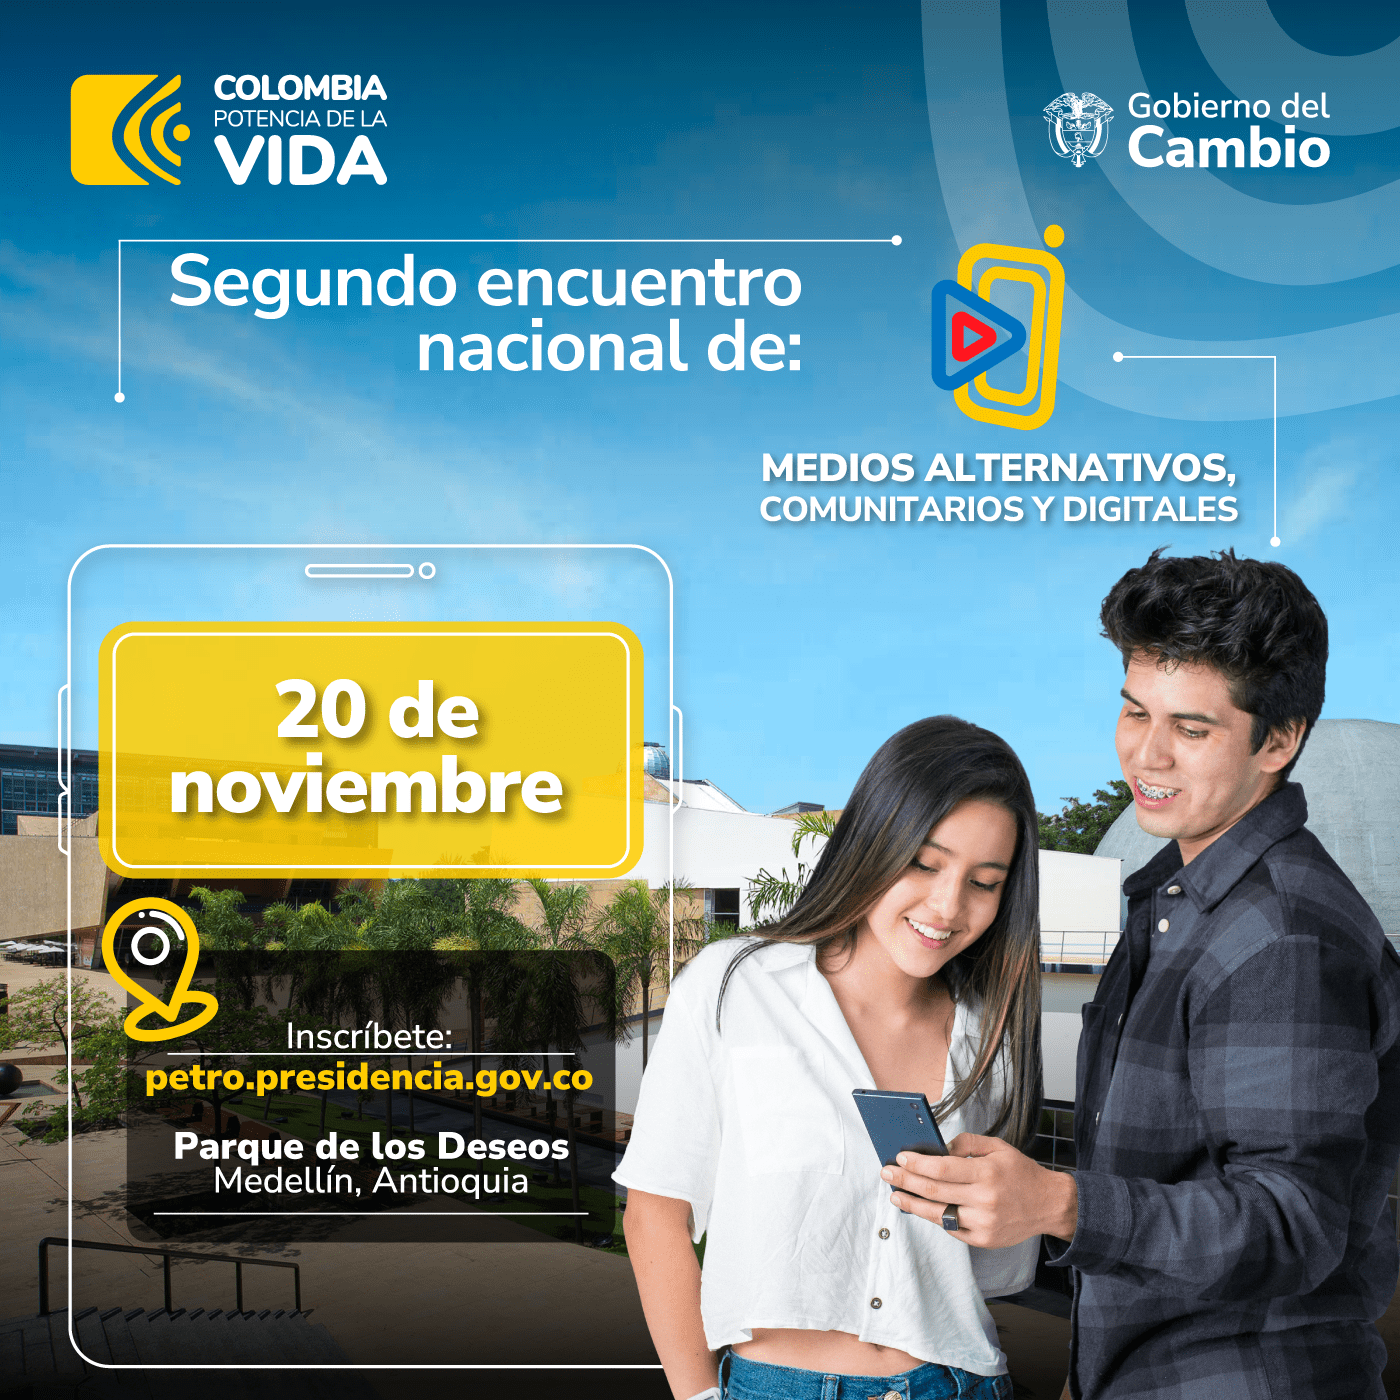 COLOMBIA
POTENCIA DE LA
VIDA
Gobierno del
Cambio
Segundo encuentro
nacional de:
MEDIOS ALTERNATIVOS,
COMUNITARIOS Y DIGITALES
20 de
noviembre
Inscríbete:
petro.presidencia.gov.co
Parque de los Deseos
Medellín, Antioquia